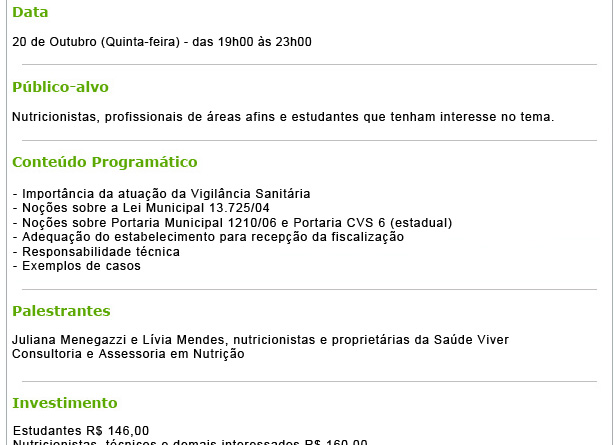 Data
20 de Outubro (Quinta-feira) - das 19h00 às 23h00
Público-alvo
Nutricionistas, profissionais de áreas afins e estudantes que tenham interesse no tema.
Conteúdo Programático
- Importância da atuação da Vigilância Sanitária
- Noções sobre a Lei Municipal 13.725/04
- Noções sobre Portaria Municipal 1210/06 e Portaria CVS 6 (estadual)
- Adequação do estabelecimento para recepção da fiscalização
- Responsabilidade técnica
- Exemplos de casos
Palestrantes
Juliana Menegazzi e Lívia Mendes, nutricionistas e proprietárias da Saúde Viver
Consultoria e Assessoria em Nutrição
Investimento
Estudantes R$ 146,00
Nutricionistas, técnicos e demais interessados R$ 160,00